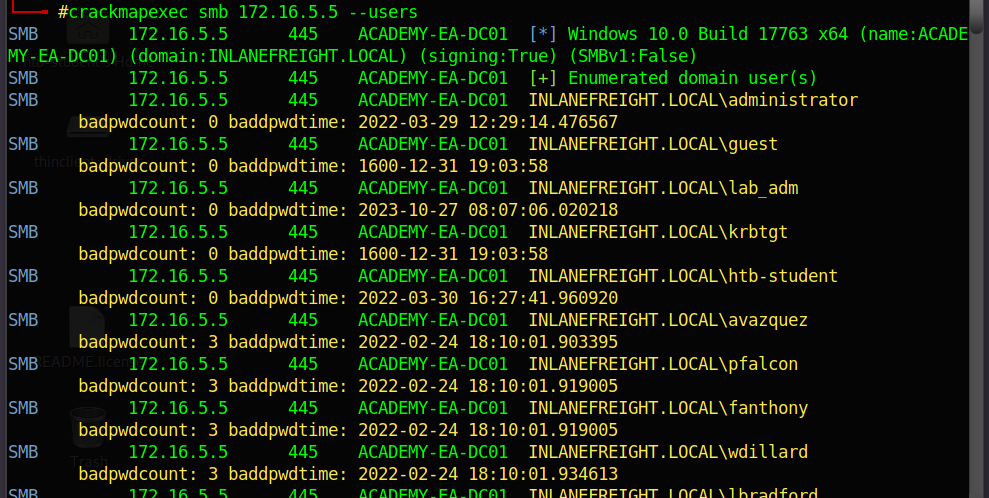 #crackmapexec smb 172.16.5.5 --users
SMB 172.16.5.5 445 ACADEMY-EA-DC01 [*] Windows 10.0 Build 17763 x64 (name:ACADE
MY-EA-DC01) (domain:INLANEFREIGHT.LOCAL) (signing:True) (SMBv1:False)
SMB 172.16.5.5 445 ACADEMY-EA-DC01 [+] Enumerated domain user(s)
SMB 172.16.5.5 445 ACADEMY-EA-DC01 INLANEFREIGHT.LOCAL\administrator
badpwdcount: 0 baddpwdtime: 2022-03-29 12:29:14.476567
SMB 172.16.5.5 445 ACADEMY-EA-DC01 INLANEFREIGHT.LOCAL\guest
badpwdcount: 0 baddpwdtime: 1600-12-31 19:03:58
SMB 172.16.5.5 445 ACADEMY-EA-DC01 INLANEFREIGHT.LOCAL\lab_adm
badpwdcount: 0 baddpwdtime: 2023-10-27 08:07:06.020218
SMB 172.16.5.5 445 ACADEMY-EA-DC01 INLANEFREIGHT.LOCAL\krbtgt
badpwdcount: 0 baddpwdtime: 1600-12-31 19:03:58
SMB 172.16.5.5 445 ACADEMY-EA-DC01 INLANEFREIGHT.LOCAL\htb-student
badpwdcount: 0 baddpwdtime: 2022-03-30 16:27:41.960920
SMB 172.16.5.5 445 ACADEMY-EA-DC01 INLANEFREIGHT.LOCAL\avazquez
badpwdcount: 3 baddpwdtime: 2022-02-24 18:10:01.903395
README.licen
SMB 172.16.5.5 445 ACADEMY-EA-DC01 INLANEFREIGHT.LOCAL\pfalcon
badpwdcount: 3 baddpwdtime: 2022-02-24 18:10:01.919005
SMB 172.16.5.5 445 ACADEMY-EA-DC01 INLANEFREIGHT.LOCAL\fanthony
badpwdcount: 3 baddpwdtime: 2022-02-24 18:10:01.919005
SMB 172.16.5.5 445 ACADEMY-EA-DC01 INLANEFREIGHT.LOCAL\wdillard
Trash
badpwdcount: 3 baddpwdtime: 2022-02-24 18:10:01.934613
SMB 172.16.5.5 445 ACADEMY-EA-DC01 INLANEFREIGHT.LOCAL\lbradford